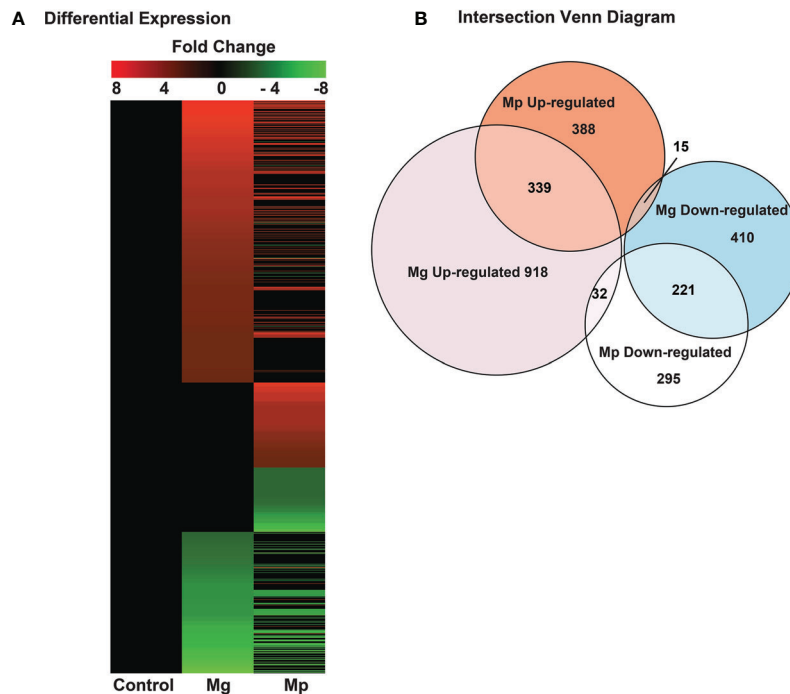 A Differential Expression
Fold Change
8 4 0 - 4 -8
Control Mg Mp
B Intersection Venn Diagram
Mp Up-regulated
388
15
339
Mg Down-regulated
410
Mg Up-regulated 918
32
221
Mp Down-regulated
295